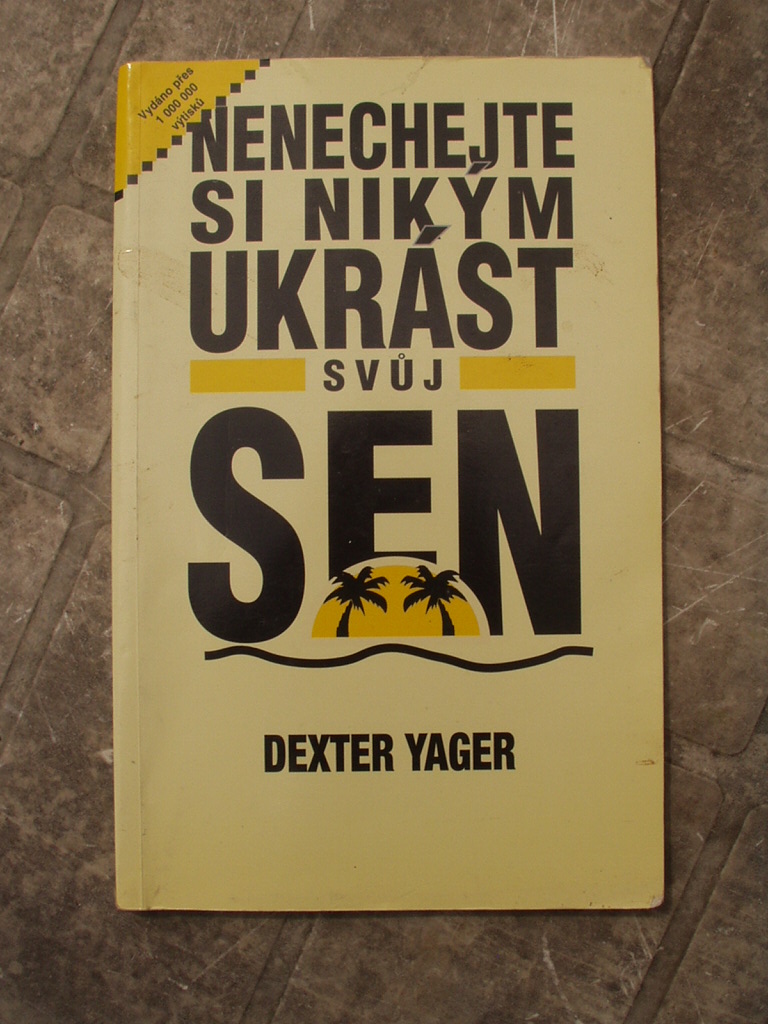 Vydáno přes
1 000 000
výtisků
NENECHEJTE
SI NIKÝM
UKRÁST
SVŮJ
SEN
DEXTER YAGER